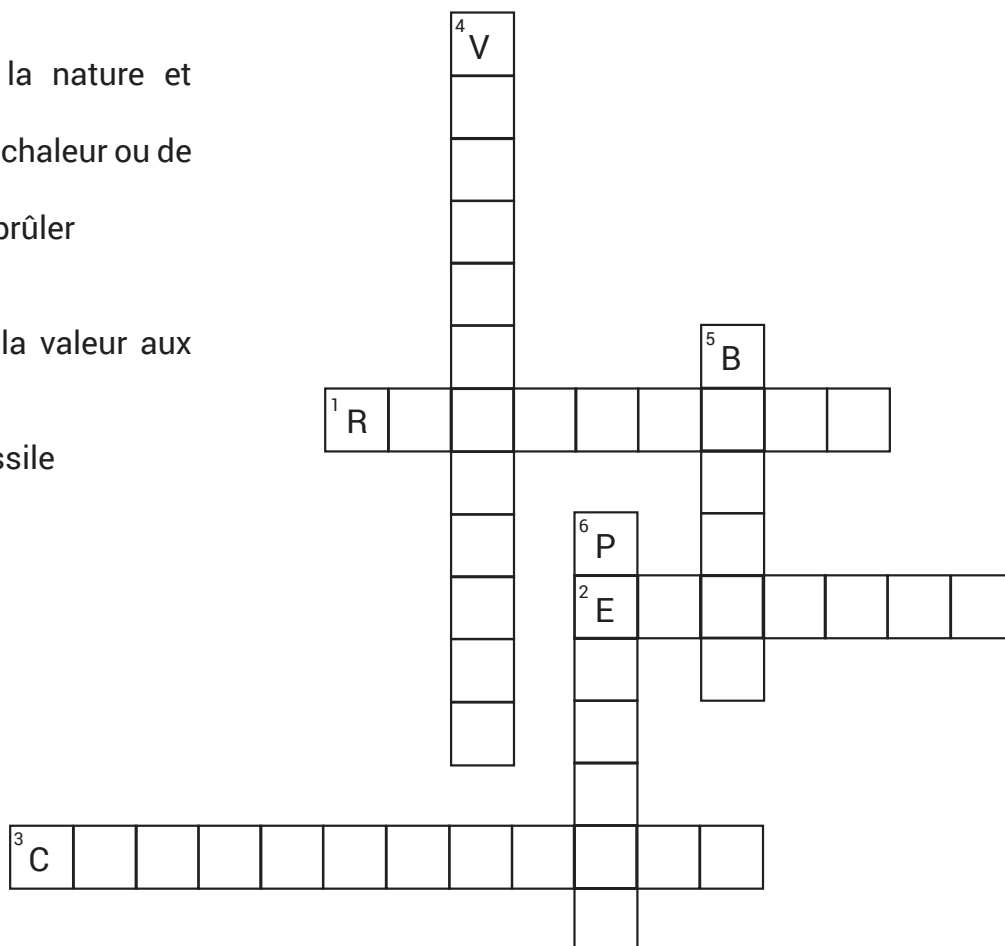 la nature et
chaleur ou de
brûler
la valeur aux
ssile
4 V
5 B
1 R
6 P
2 E
3 C